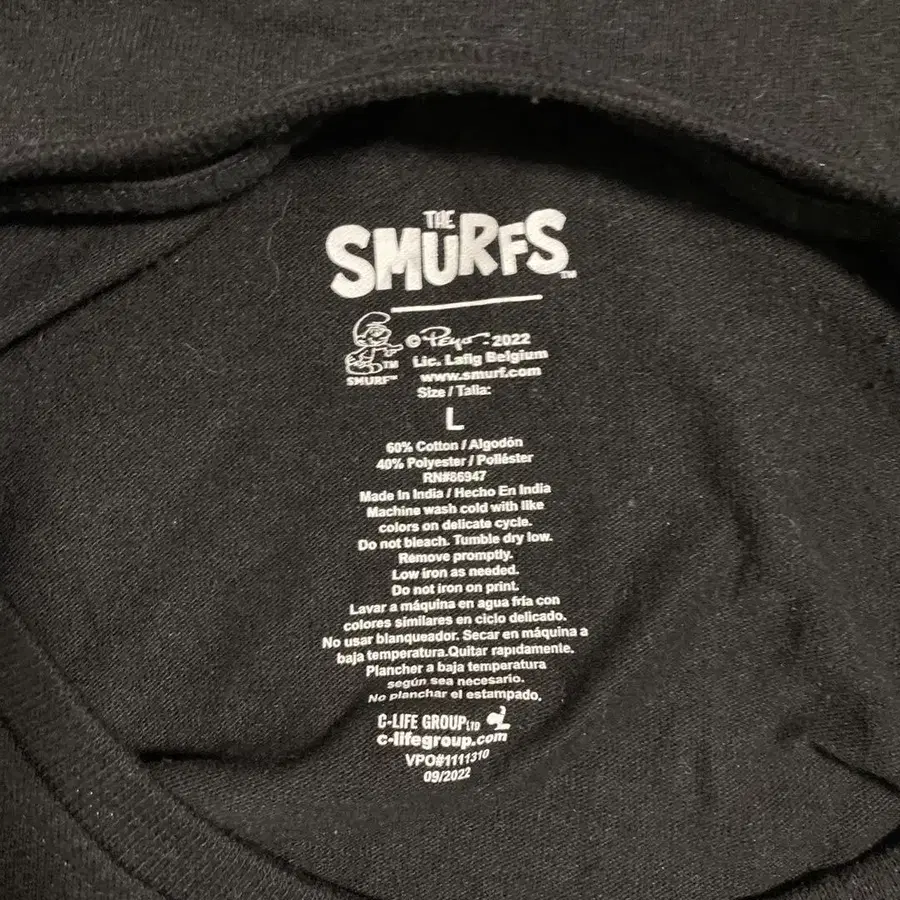 THE
SMURFS™
© Peyo - 2022
Lic. Lafig Belgium
www.smurf.com
TM
SMURF™
Size / Talla:
L
60% Cotton / Algodón
40% Polyester / Poliéster
RN#86947
Made In India / Hecho En India
Machine wash cold with like
colors on delicate cycle.
Do not bleach. Tumble dry low.
Remove promptly.
Low iron as needed.
Do not iron on print.
Lavar a máquina en agua fría con
colores similares en ciclo delicado.
No usar blanqueador. Secar en máquina a
baja temperatura.Quitar rapidamente.
Plancher a baja temperatura
según sea necesario.
No planchar el estampado.
C-LIFE GROUP LTD
c-lifegroup.com
VPO#1111310
09/2022